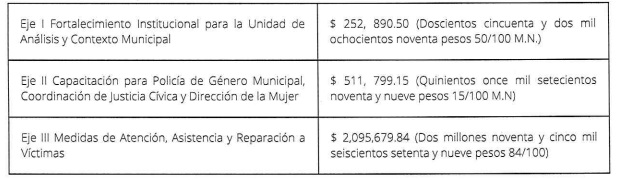 Eje I Fortalecimiento Institucional para la Unidad de
Análisis y Contexto Municipal
$ 252, 890.50 (Doscientos cincuenta y dos mil
ochocientos noventa pesos 50/100 M.N.)
Eje II Capacitación para Policía de Género Municipal,
Coordinación de Justicia Cívica y Dirección de la Mujer
$ 511, 799.15 (Quinientos once mil setecientos
noventa y nueve pesos 15/100 M.N)
Eje III Medidas de Atención, Asistencia y Reparación a
Víctimas
$ 2,095,679.84 (Dos millones noventa y cinco mil
seiscientos setenta y nueve pesos 84/100)